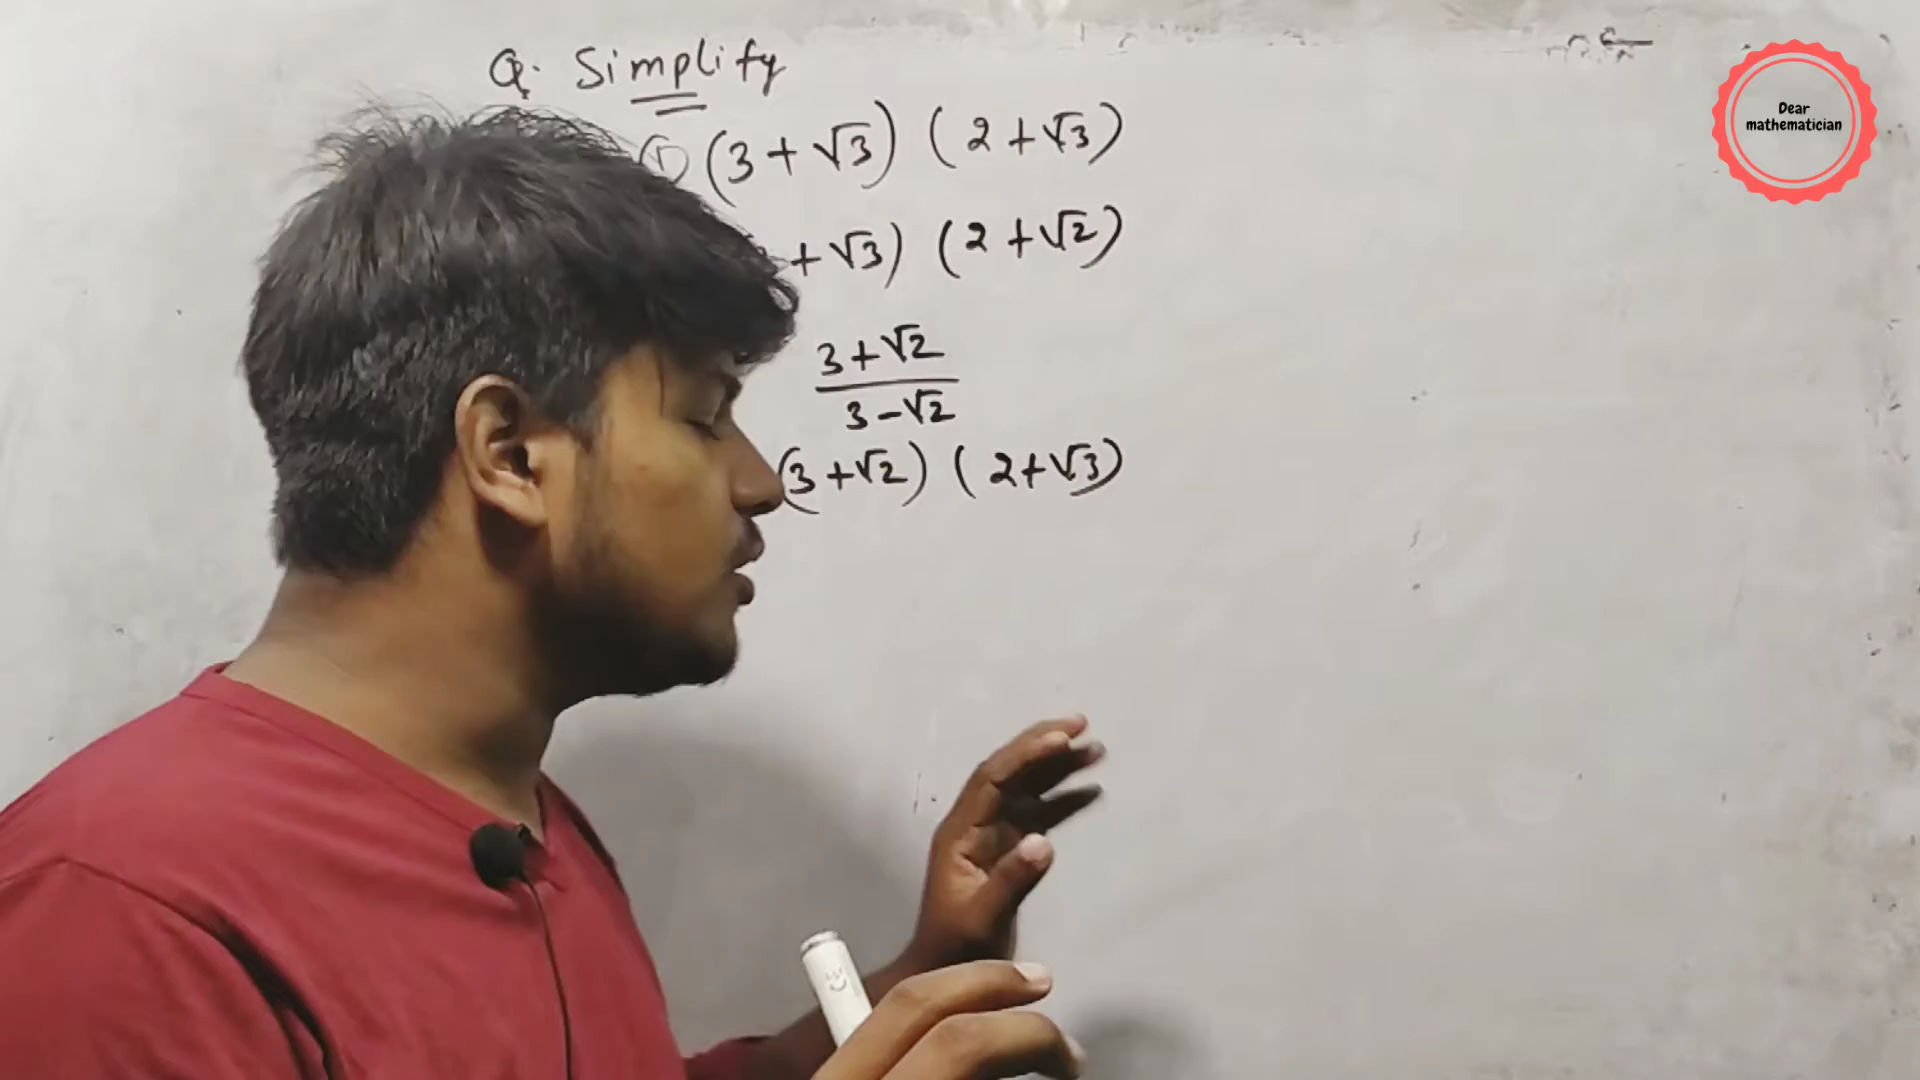 Q. Simplify
① (3 + √3) (2 + √3)
+ √3) (2 + √2)
3 + √2
3 - √2
(3 + √2) (2 + √3)
Dear
mathematician